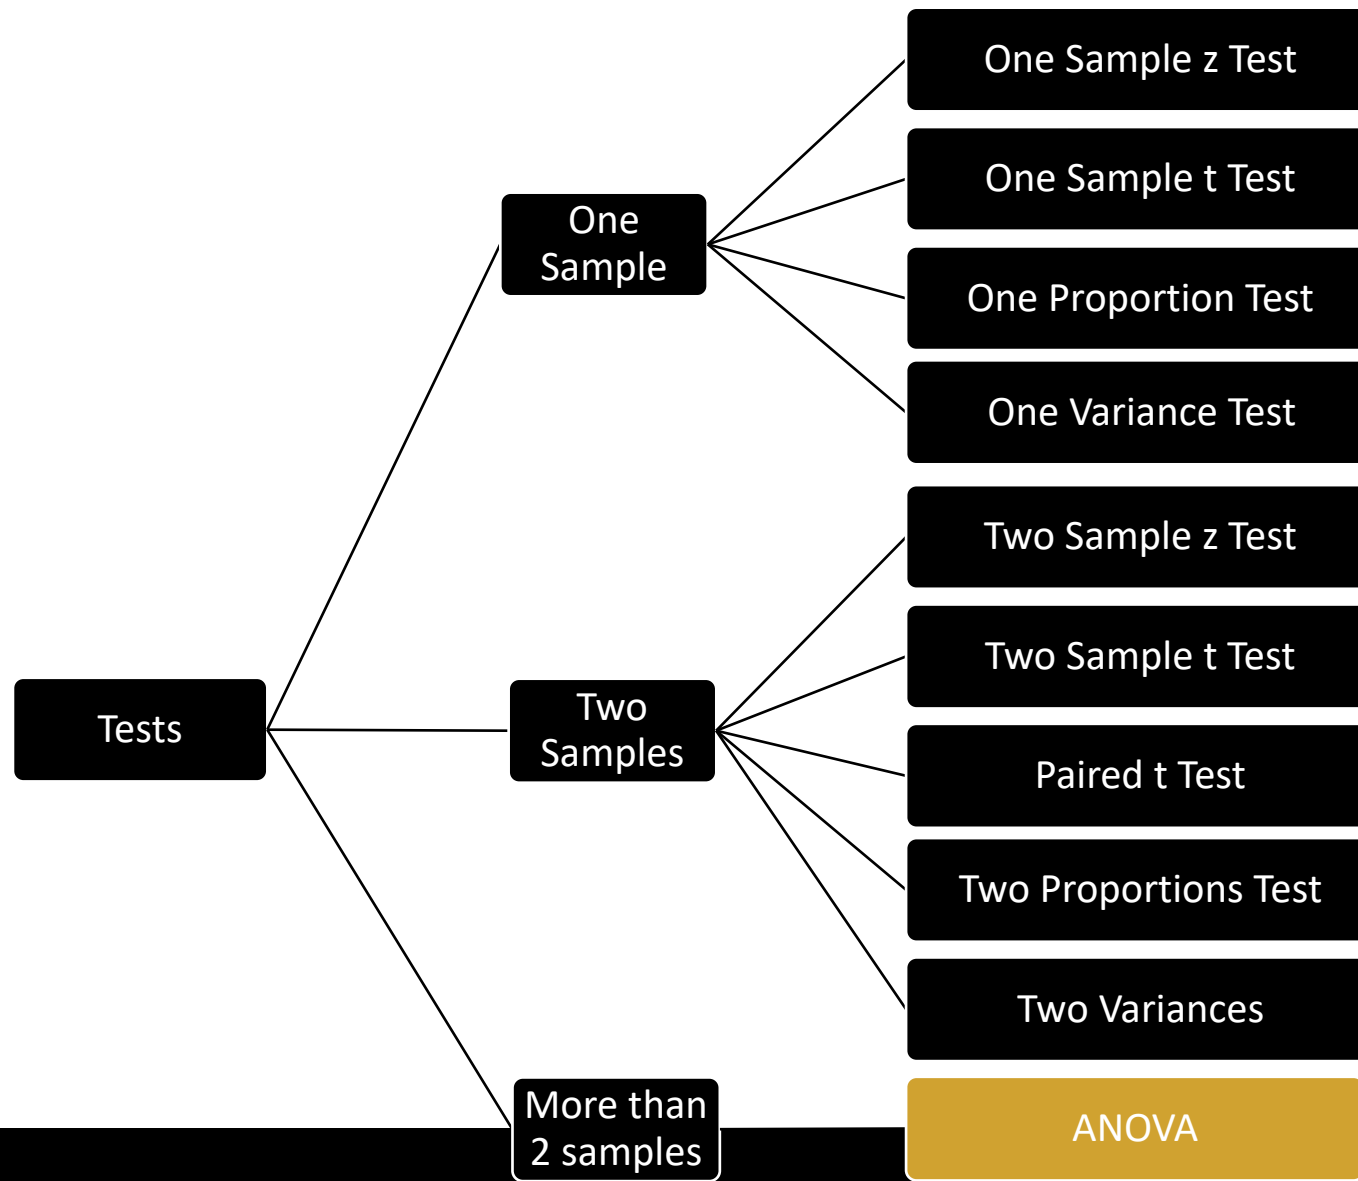 One Sample z Test
One Sample t Test
One
Sample
One Proportion Test
One Variance Test
Two Sample z Test
Two Sample t Test
Tests
Two
Samples
Paired t Test
Two Proportions Test
Two Variances
More than
2 samples
ANOVA